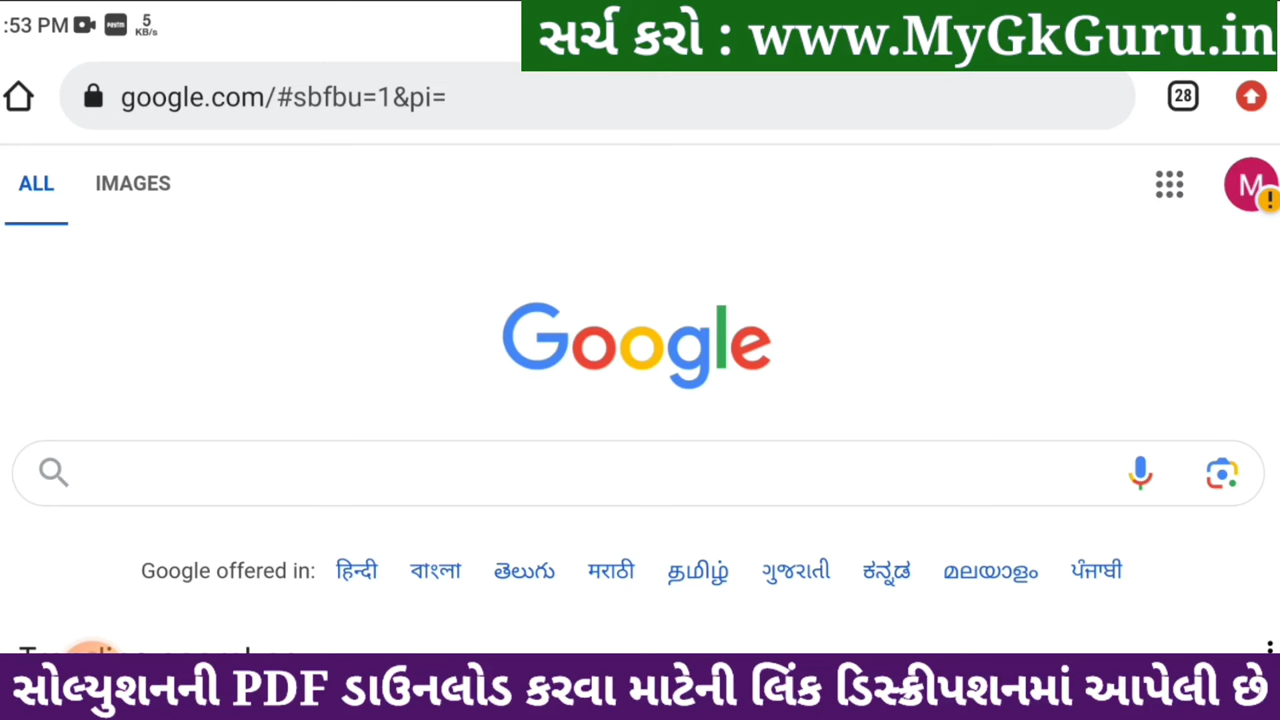 :53 PM
5 KB/s
સર્ચ કરો : www.MyGkGuru.in
google.com/#sbfbu=1&pi=
28
ALL IMAGES
M
Google
Google offered in: हिन्दी বাংলা తెలుగు मराठी தமிழ் ગુજરાતી ಕನ್ನಡ മലയാളം ਪੰਜਾਬੀ
સોલ્યુશનની PDF ડાઉનલોડ કરવા માટેની લિંક ડિસ્ક્રીપશનમાં આપેલી છે